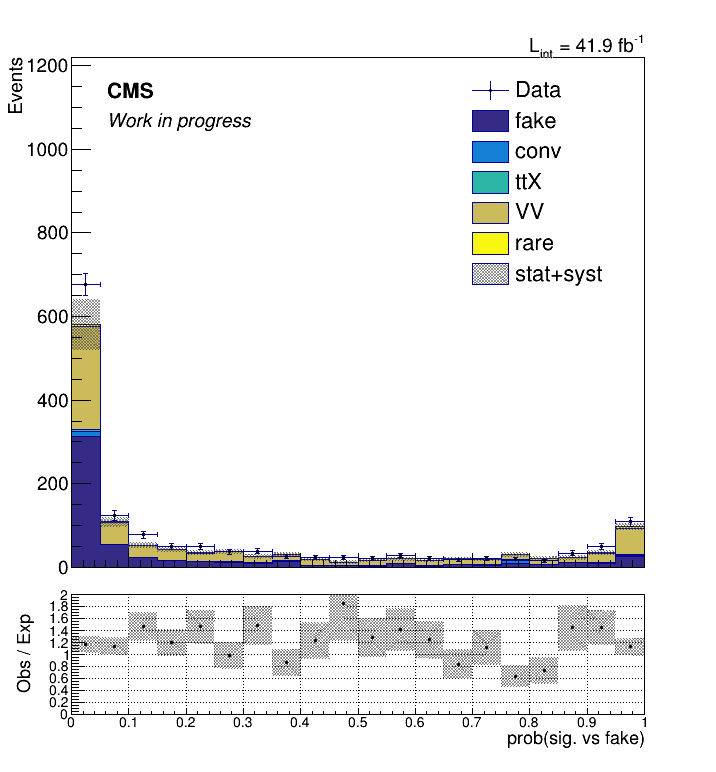 L_int = 41.9 fb^-1
Events
1200
1000
800
600
400
200
0
CMS
Work in progress
Data
fake
conv
ttX
VV
rare
stat+syst
Obs / Exp
2
1.8
1.6
1.4
1.2
1
0.8
0.6
0.4
0.2
0
0 0.1 0.2 0.3 0.4 0.5 0.6 0.7 0.8 0.9 1
prob(sig. vs fake)